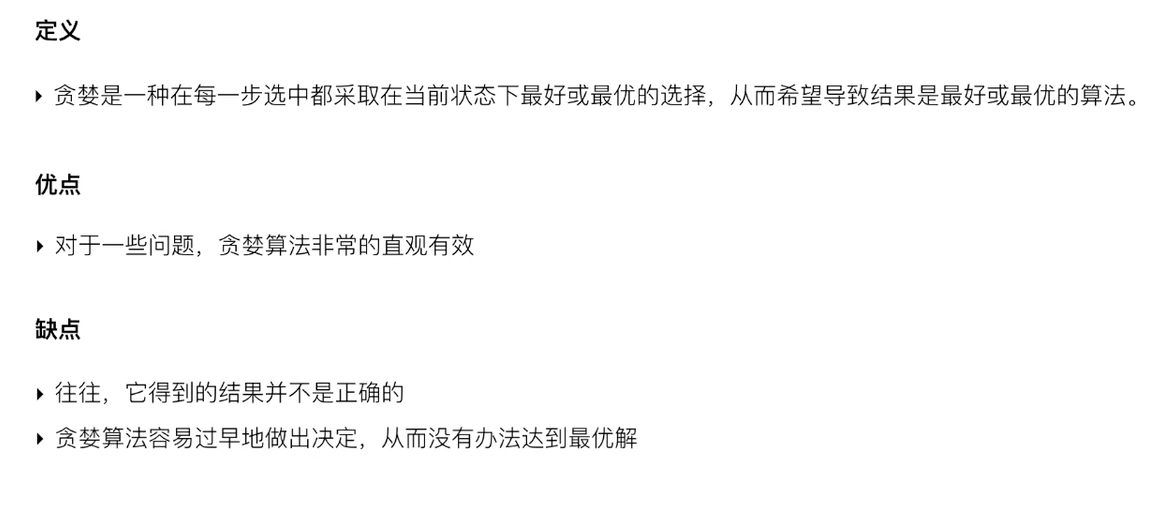 定义
贪婪是一种在每一步选中都采取在当前状态下最好或最优的选择，从而希望导致结果是最好或最优的算法。
优点
对于一些问题，贪婪算法非常的直观有效
缺点
往往，它得到的结果并不是正确的
贪婪算法容易过早地做出决定，从而没有办法达到最优解